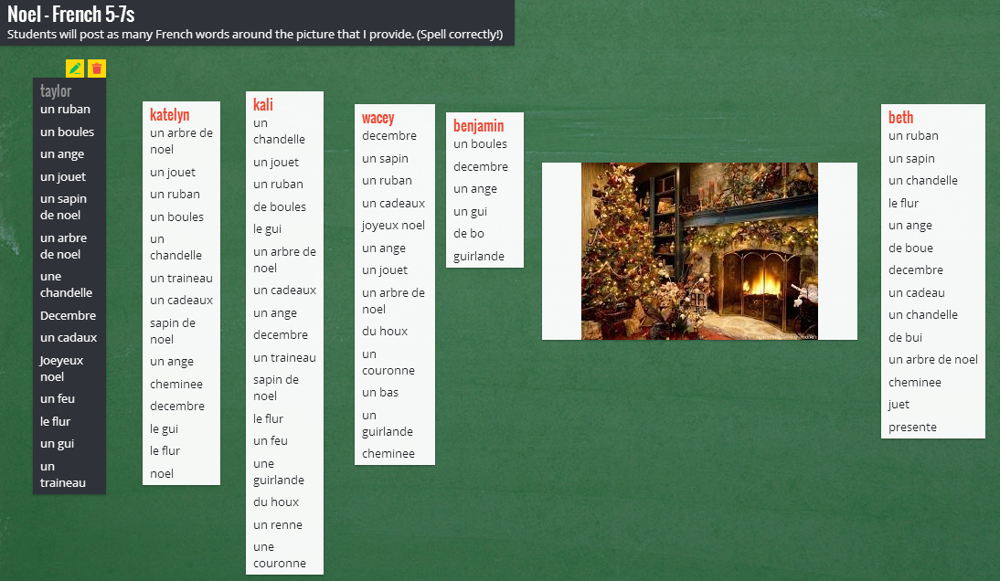 Noel - French 5-7s
Students will post as many French words around the picture that I provide. (Spell correctly!)
taylor
un ruban
un boules
un ange
un jouet
un sapin
de noel
un arbre
de noel
une
chandelle
Decembre
un cadaux
Joeyeux
noel
un feu
le flur
un gui
un
traineau
katelyn
un arbre de
noel
un jouet
un ruban
un boules
un
chandelle
un traineau
un cadeaux
sapin de
noel
un ange
cheminee
decembre
le gui
le flur
noel
kali
un
chandelle
un jouet
un ruban
de boules
le gui
un arbre de
noel
un cadeaux
un ange
decembre
un traineau
sapin de
noel
le flur
un feu
une
guirlande
du houx
un renne
une
couronne
wacey
decembre
un sapin
un ruban
un cadeaux
joyeux noel
un ange
un jouet
un arbre de
noel
du houx
un
couronne
un bas
un
guirlande
cheminee
benjamin
un boules
decembre
un ange
un gui
de bo
guirlande
beth
un ruban
un sapin
un chandelle
le flur
un ange
de boue
decembre
un cadeau
un chandelle
de bui
un arbre de noel
cheminee
juet
presente